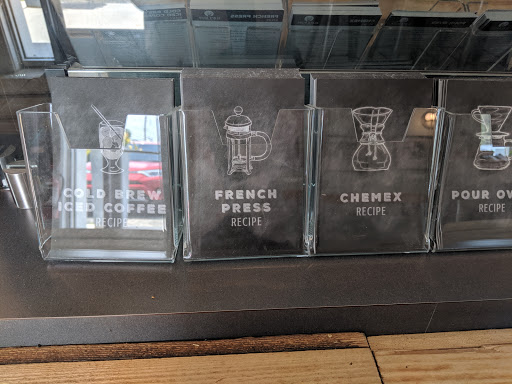 COLD BREW
ICED COFFEE
RECIPE
FRENCH
PRESS
RECIPE
CHEMEX
RECIPE
POUR OV
RECIPE